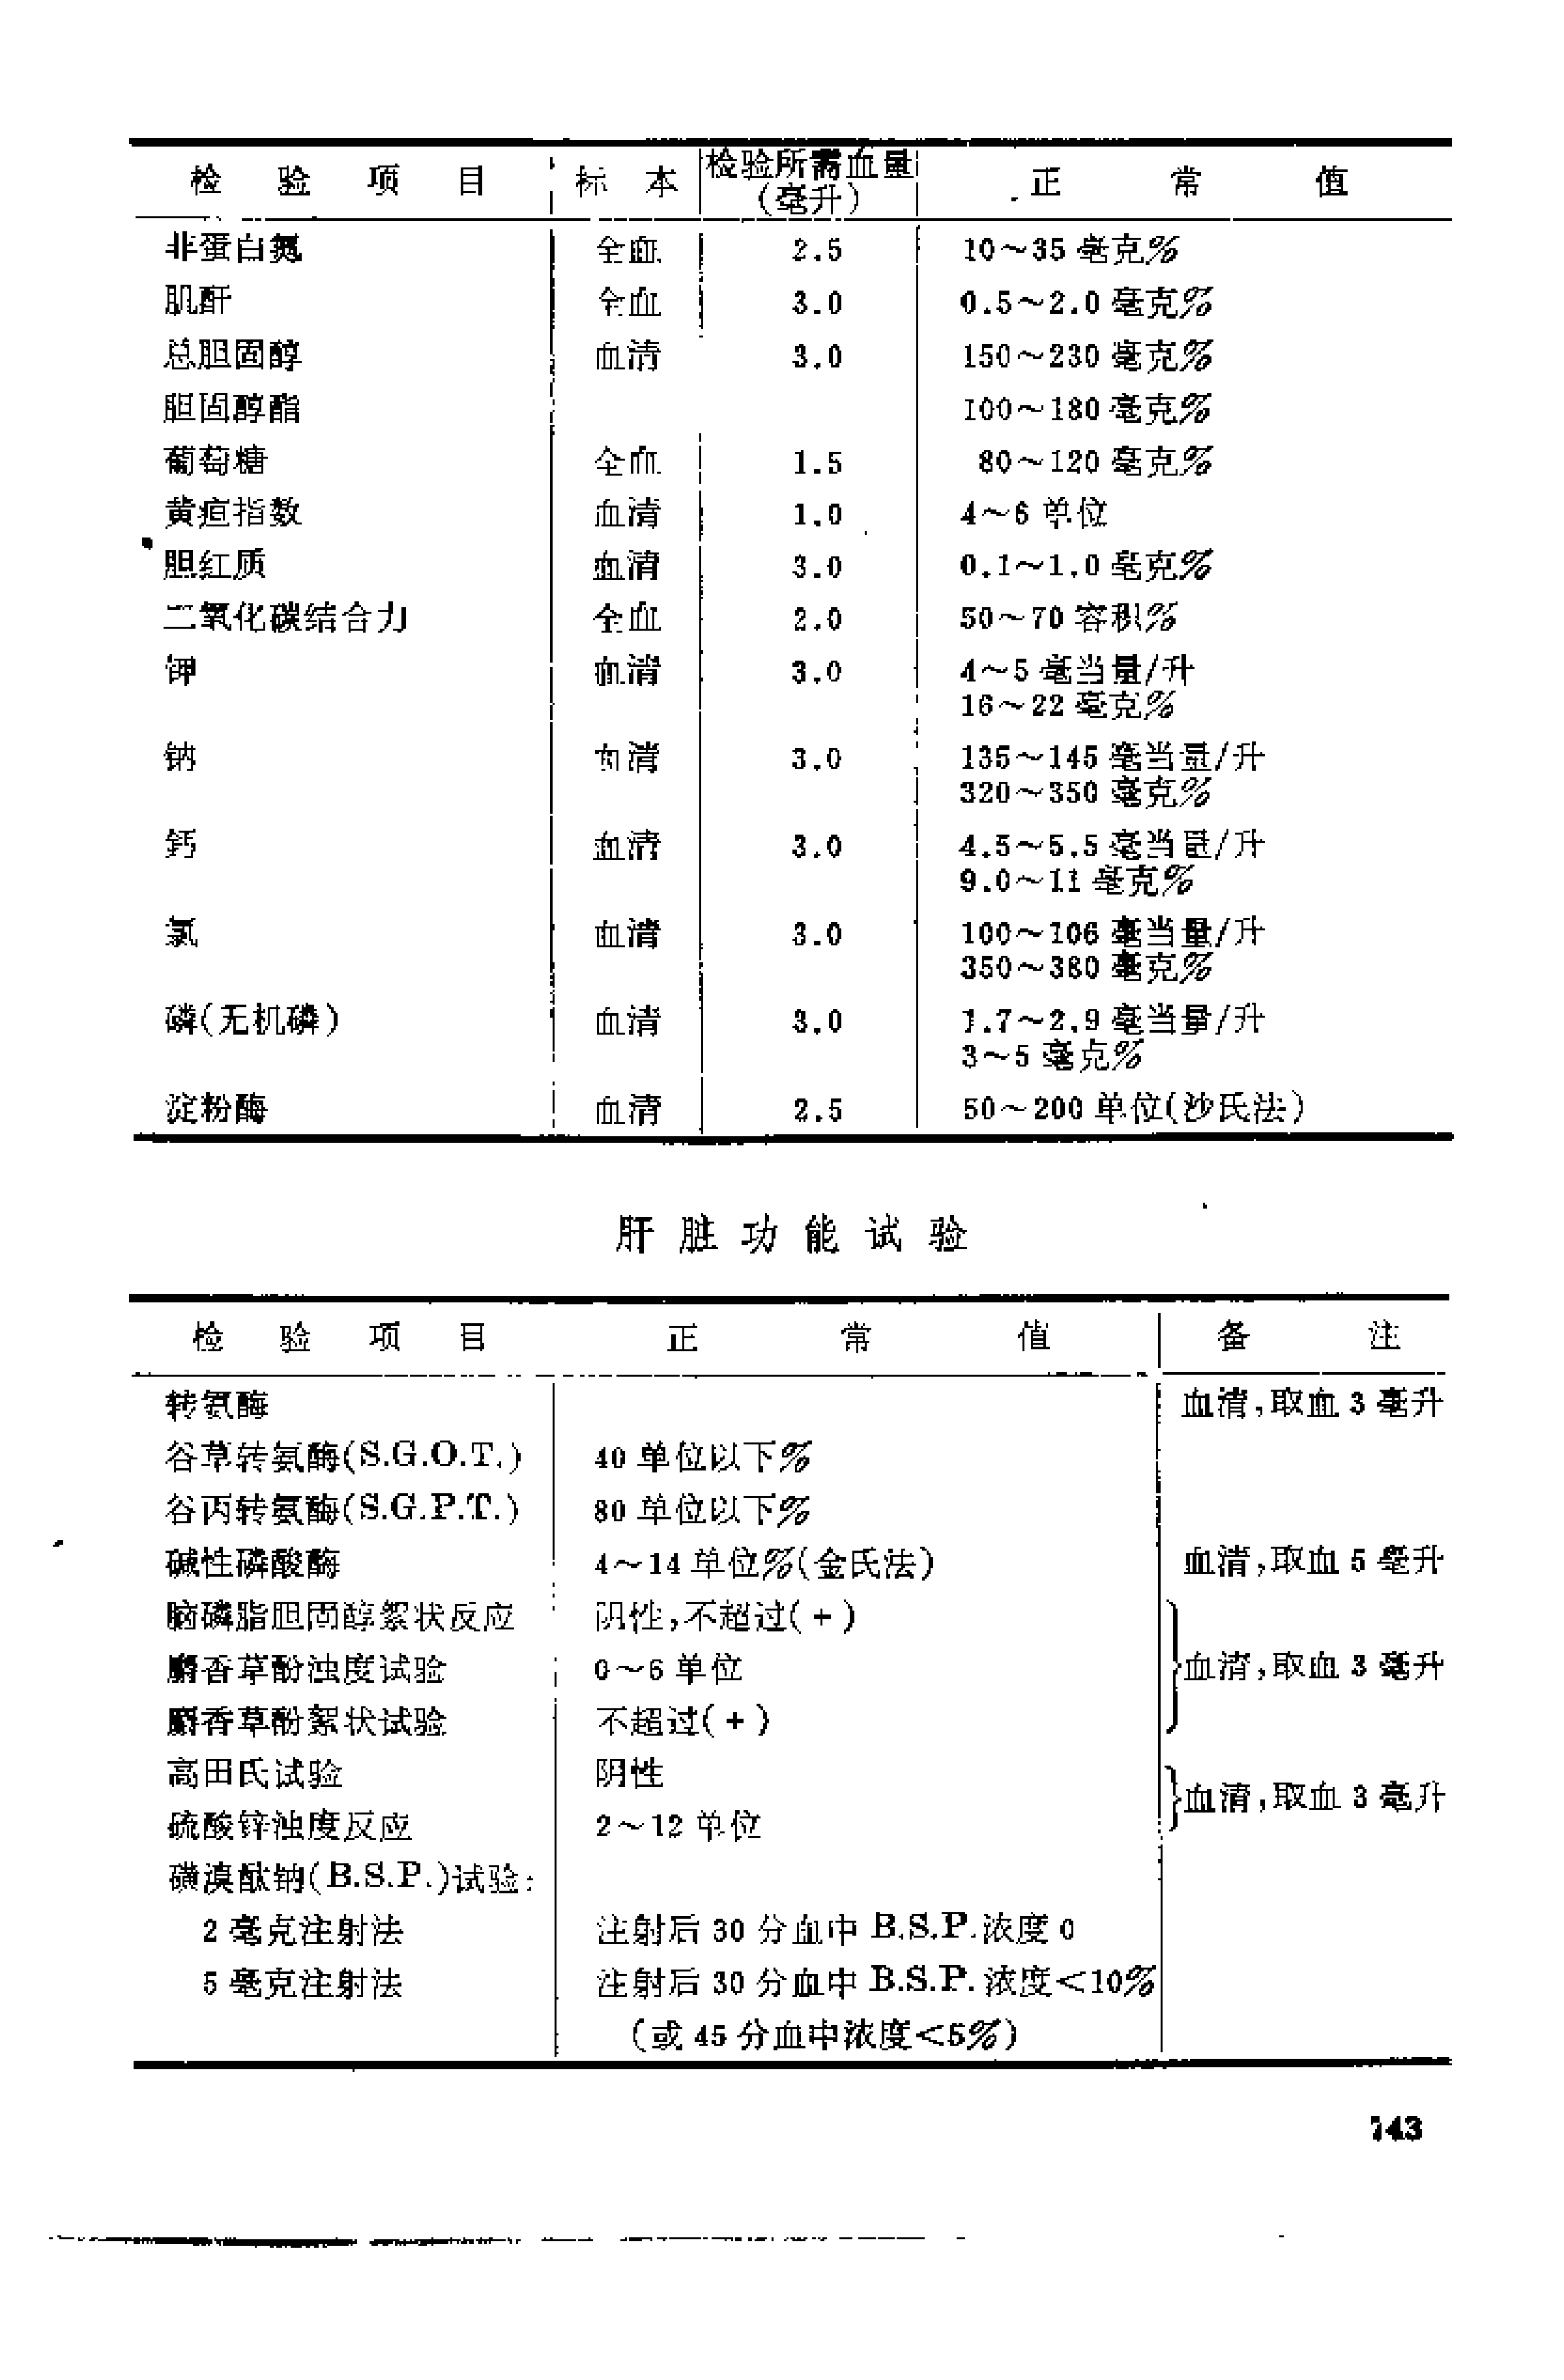 检验项目 标本 检验所需血量(毫升) 正常值
非蛋白氮 全血 2.5 10～35 毫克%
肌酐 全血 3.0 0.5～2.0 毫克%
总胆固醇 血清 3.0 150～230 毫克%
胆固醇酯 100～180 毫克%
葡萄糖 全血 1.5 80～120 毫克%
黄疸指数 血清 1.0 4～6 单位
胆红质 血清 3.0 0.1～1.0 毫克%
二氧化碳结合力 全血 2.0 50～70 容积%
钾 血清 3.0 4～5 毫当量/升
16～22 毫克%
钠 血清 3.0 135～145 毫当量/升
320～350 毫克%
钙 血清 3.0 4.5～5.5 毫当量/升
9.0～11 毫克%
氯 血清 3.0 100～106 毫当量/升
350～380 毫克%
磷(无机磷) 血清 3.0 1.7～2.9 毫当量/升
3～5 毫克%
淀粉酶 血清 2.5 50～200 单位(沙氏法)
肝脏功能试验
检验项目 正常值 备注
转氨酶 血清,取血 3 毫升
谷草转氨酶(S.G.O.T.) 40 单位以下%
谷丙转氨酶(S.G.P.T.) 80 单位以下%
碱性磷酸酶 4～14 单位%(金氏法) 血清,取血 5 毫升
脑磷脂胆固醇絮状反应 阴性,不超过(+)
麝香草酚浊度试验 0～6 单位 血清,取血 3 毫升
麝香草酚絮状试验 不超过(+)
高田氏试验 阴性 血清,取血 3 毫升
硫酸锌浊度反应 2～12 单位
磺溴酞钠(B.S.P.)试验:
2 毫克注射法 注射后 30 分血中 B.S.P.浓度 0
5 毫克注射法 注射后 30 分血中 B.S.P.浓度<10%
(或 45 分血中浓度<5%)
743